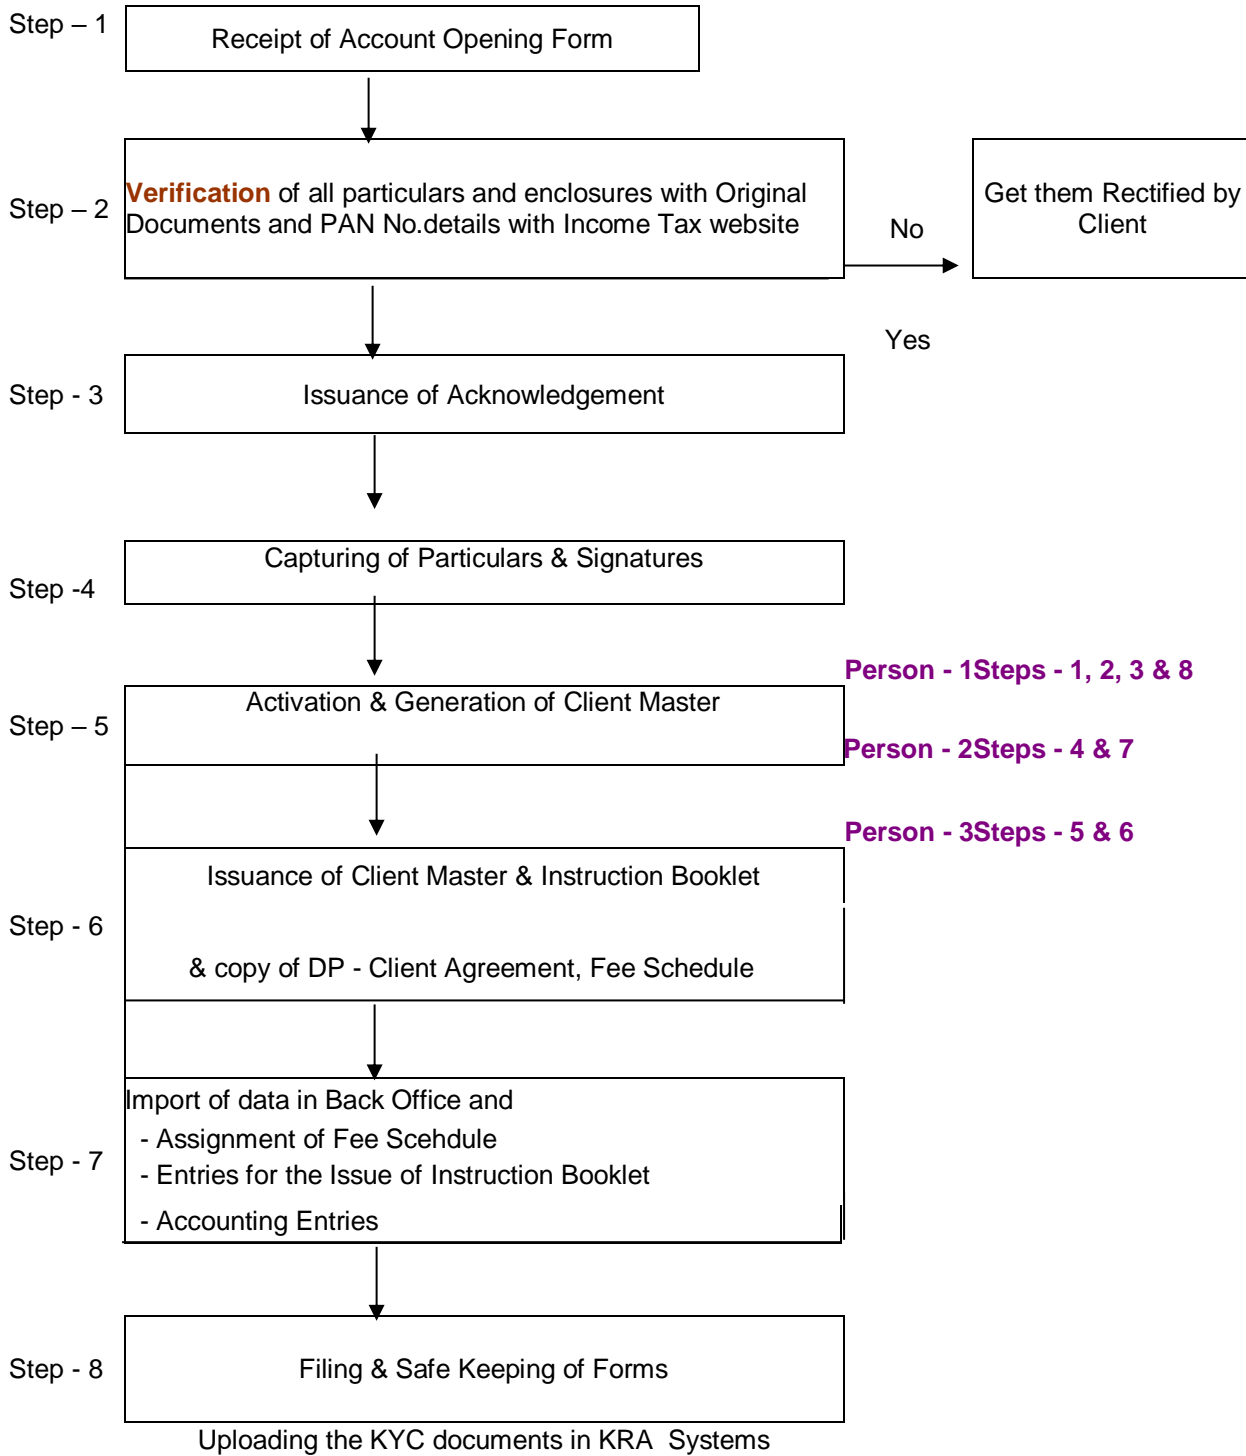 Step – 1
Receipt of Account Opening Form
Step – 2
Verification of all particulars and enclosures with Original
Documents and PAN No.details with Income Tax website
No
Get them Rectified by
Client
Yes
Step - 3
Issuance of Acknowledgement
Step -4
Capturing of Particulars & Signatures
Person - 1Steps - 1, 2, 3 & 8
Step – 5
Activation & Generation of Client Master
Person - 2Steps - 4 & 7
Person - 3Steps - 5 & 6
Step - 6
Issuance of Client Master & Instruction Booklet
& copy of DP - Client Agreement, Fee Schedule
Step - 7
Import of data in Back Office and
- Assignment of Fee Scehdule
- Entries for the Issue of Instruction Booklet
- Accounting Entries
Step - 8
Filing & Safe Keeping of Forms
Uploading the KYC documents in KRA  Systems